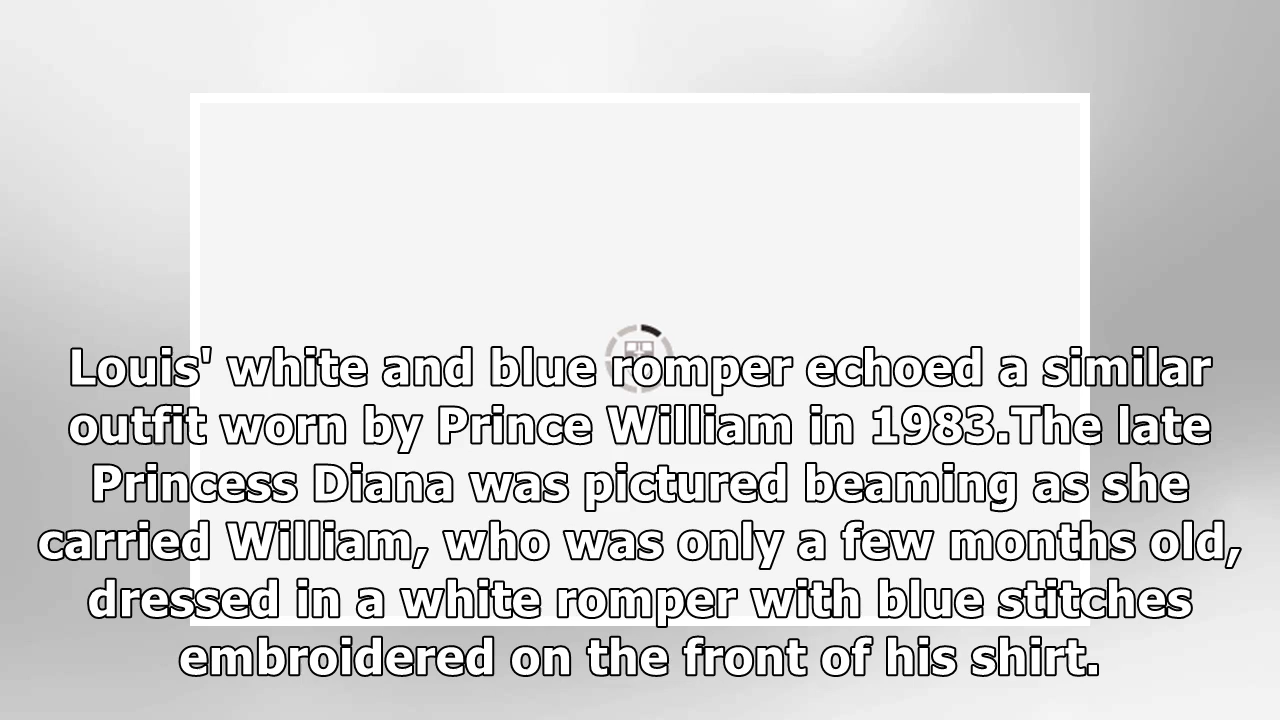 Louis' white and blue romper echoed a similar
outfit worn by Prince William in 1983.The late
Princess Diana was pictured beaming as she
carried William, who was only a few months old,
dressed in a white romper with blue stitches
embroidered on the front of his shirt.